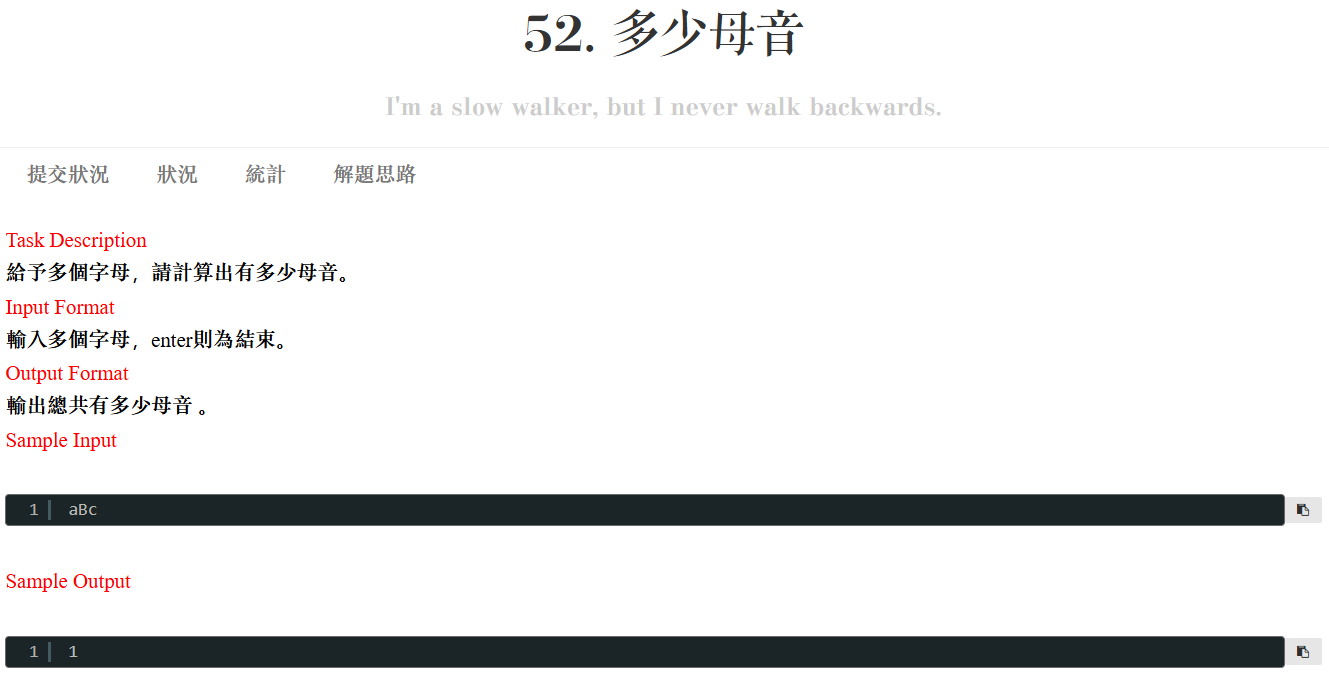 52. 多少母音
I'm a slow walker, but I never walk backwards.
提交狀況 狀況 統計 解題思路
Task Description
給予多個字母，請計算出有多少母音。
Input Format
輸入多個字母，enter則為結束。
Output Format
輸出總共有多少母音 。
Sample Input
1 aBc
Sample Output
1 1